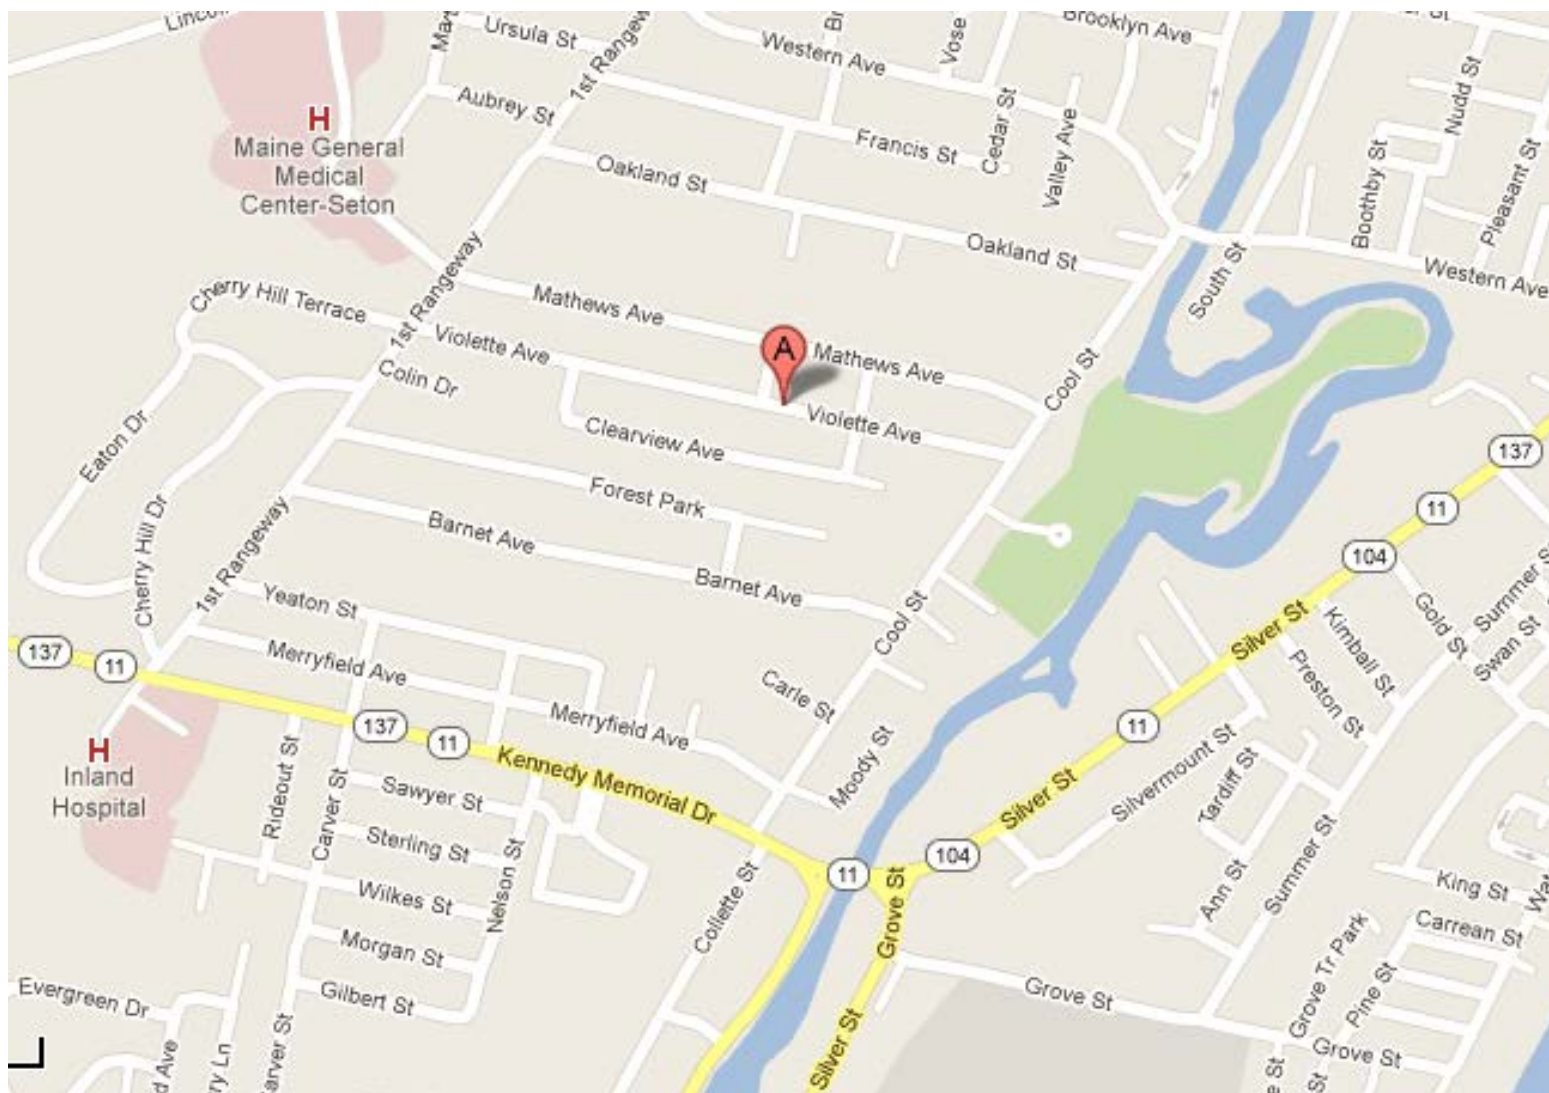 Lincoln
Ursula St
1st Rangeway
Western Ave
Vose
Brooklyn Ave
Aubrey St
H
Maine General
Medical
Center-Seton
Francis St
Cedar St
Valley Ave
Nudd St
Boothby St
Pleasant St
Oakland St
Oakland St
South St
Western Ave
Cherry Hill Terrace
1st Rangeway
Mathews Ave
Violette Ave
A
Mathews Ave
Cool St
Colin Dr
Violette Ave
Clearview Ave
Eaton Dr
137
11
104
Forest Park
Barnet Ave
Barnet Ave
Cherry Hill Dr
1st Rangeway
Yeaton St
Cool St
Silver St
Kimball St
Gold St
Summer St
Swan St
Preston St
137
11
Merryfield Ave
Merryfield Ave
Carle St
Moody St
11
137
11
Kennedy Memorial Dr
H
Inland
Hospital
Rideout St
Carver St
Sawyer St
Sterling St
Nelson St
Wilkes St
Morgan St
Gilbert St
Silver St
Silvermount St
Tardiff St
Ann St
Summer St
104
11
Collette St
Grove St
King St
Carrean St
Wat
Grove Tr Park
Pine St
Grove St
Grove St
Silver St
Evergreen Dr
d Ave
ry Ln
arver St
e St
St